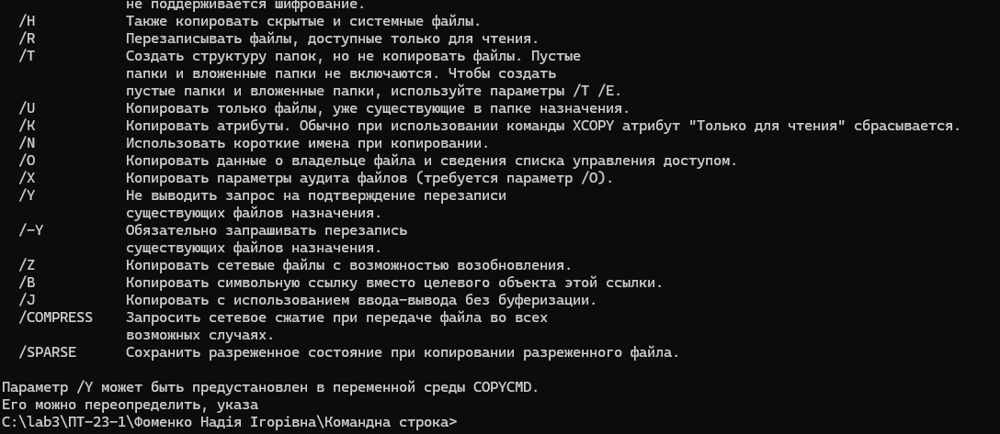 не поддерживается шифрование.
/H Также копировать скрытые и системные файлы.
/R Перезаписывать файлы, доступные только для чтения.
/T Создать структуру папок, но не копировать файлы. Пустые
папки и вложенные папки не включаются. Чтобы создать
пустые папки и вложенные папки, используйте параметры /T /E.
/U Копировать только файлы, уже существующие в папке назначения.
/K Копировать атрибуты. Обычно при использовании команды XCOPY атрибут "Только для чтения" сбрасывается.
/N Использовать короткие имена при копировании.
/O Копировать данные о владельце файла и сведения списка управления доступом.
/X Копировать параметры аудита файлов (требуется параметр /O).
/Y Не выводить запрос на подтверждение перезаписи
существующих файлов назначения.
/-Y Обязательно запрашивать перезапись
существующих файлов назначения.
/Z Копировать сетевые файлы с возможностью возобновления.
/B Копировать символьную ссылку вместо целевого объекта этой ссылки.
/J Копировать с использованием ввода-вывода без буферизации.
/COMPRESS Запросить сетевое сжатие при передаче файла во всех
возможных случаях.
/SPARSE Сохранить разреженное состояние при копировании разреженного файла.
Параметр /Y может быть предустановлен в переменной среды COPYCMD.
Его можно переопределить, указа
C:\lab3\ПТ-23-1\Фоменко Надія Ігорівна\Командна строка>